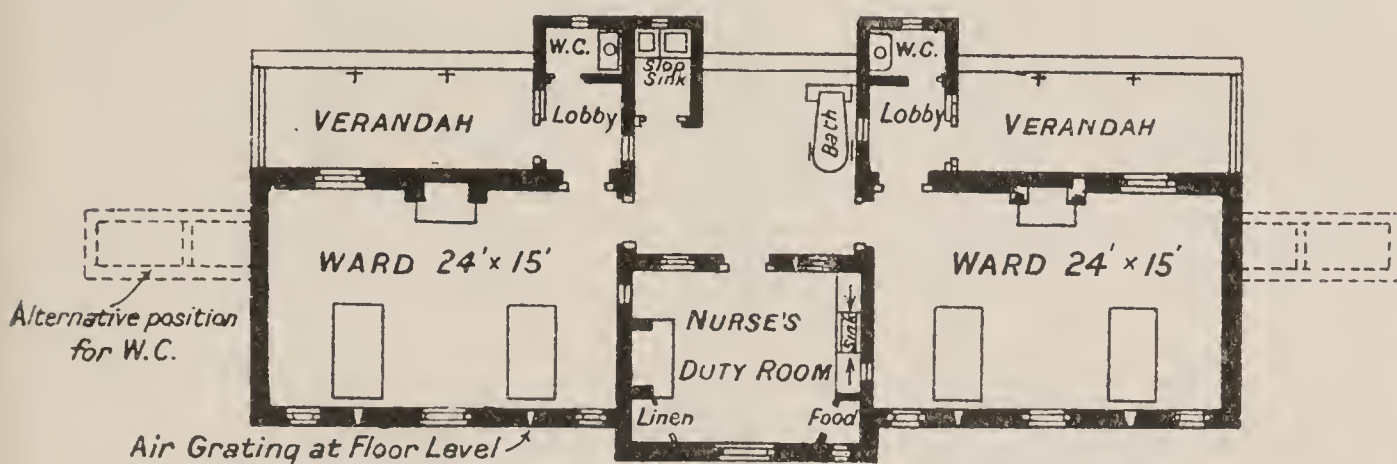 W.C.
Slop
Sink
W.C.
VERANDAH
Lobby
Bath
Lobby
VERANDAH
WARD 24' × 15'
WARD 24' × 15'
Alternative position
for W.C.
NURSE'S
DUTY ROOM
Sink
Linen
Food
Air Grating at Floor Level